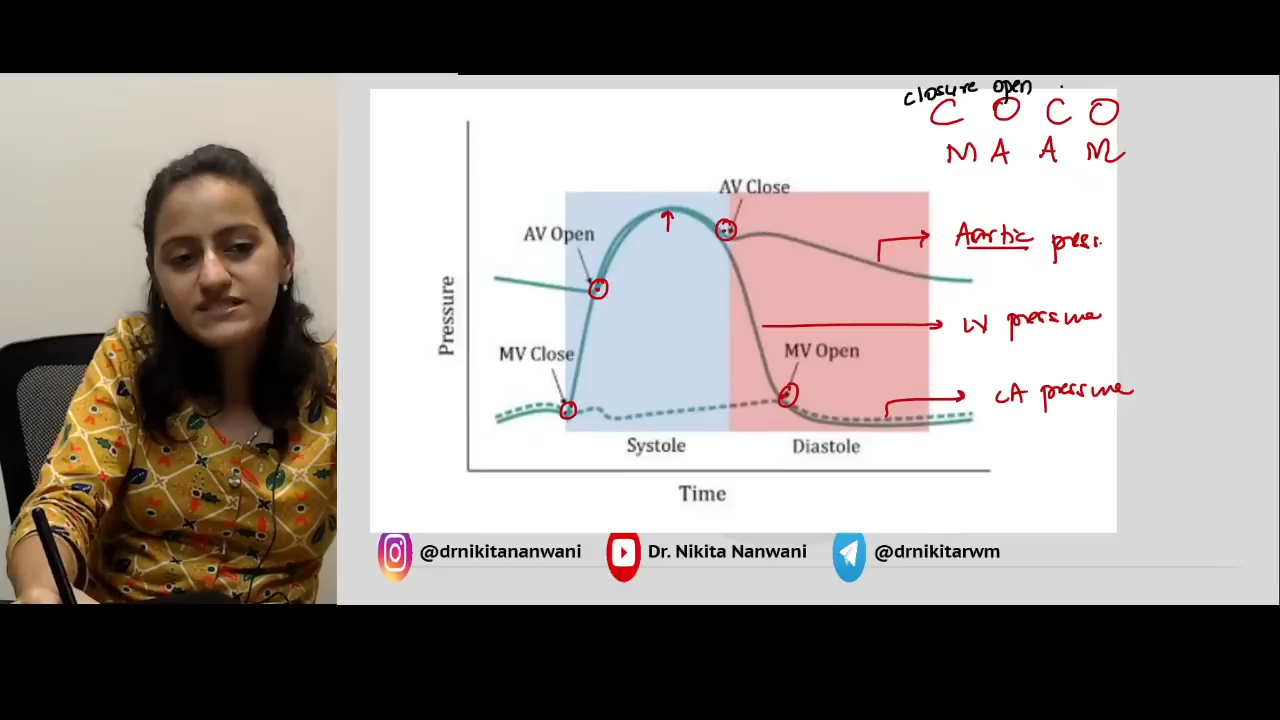 closure open
C O C O
M A A M
AV Close
AV Open
Aortic press.
LV pressure
MV Close
MV Open
LA pressure
Pressure
Systole
Diastole
Time
@drnikitananwani
Dr. Nikita Nanwani
@drnikitarwm